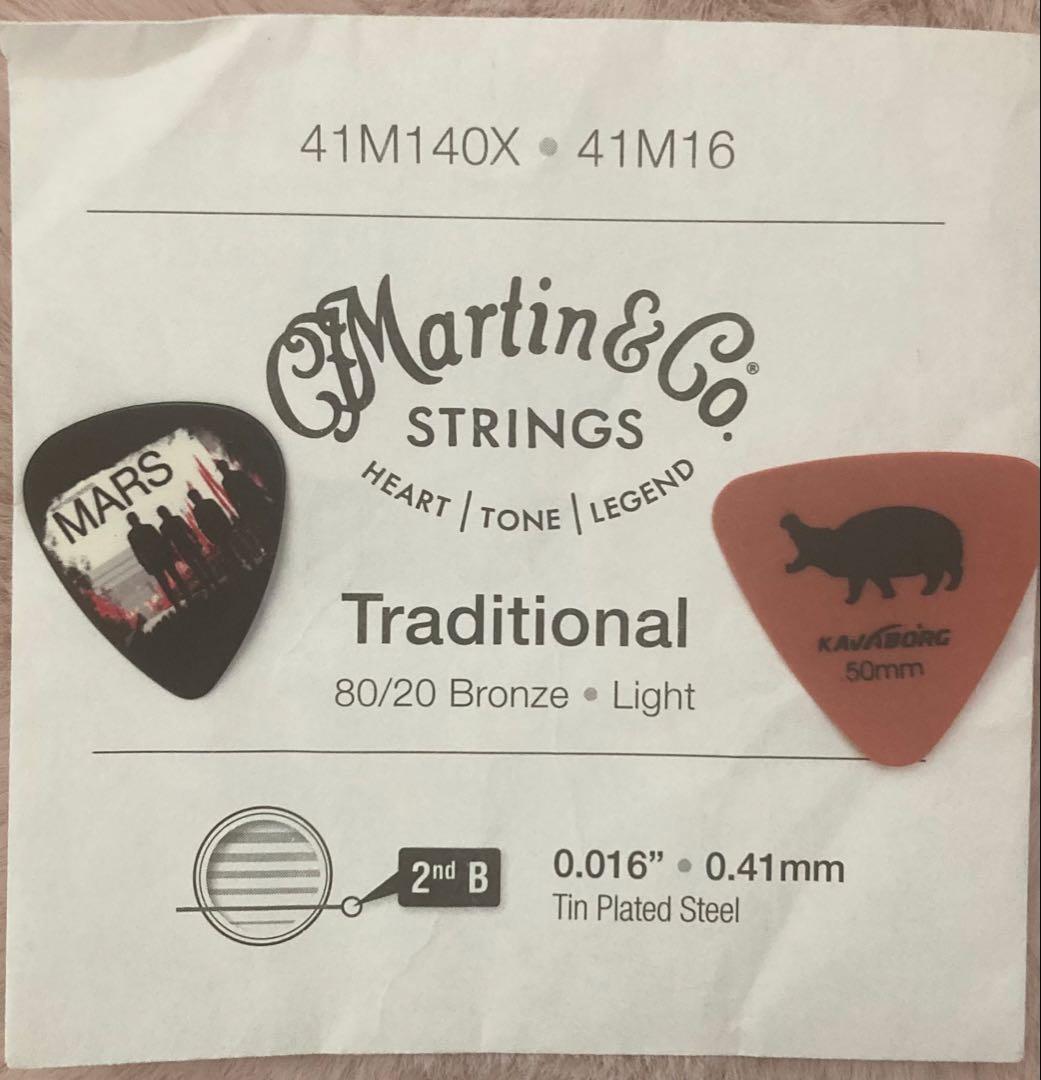 41M140X • 41M16
CFMartin & Co.®
STRINGS
HEART / TONE | LEGEND
MARS
KAVABORG
.50mm
Traditional
80/20 Bronze • Light
2nd B
0.016” • 0.41mm
Tin Plated Steel